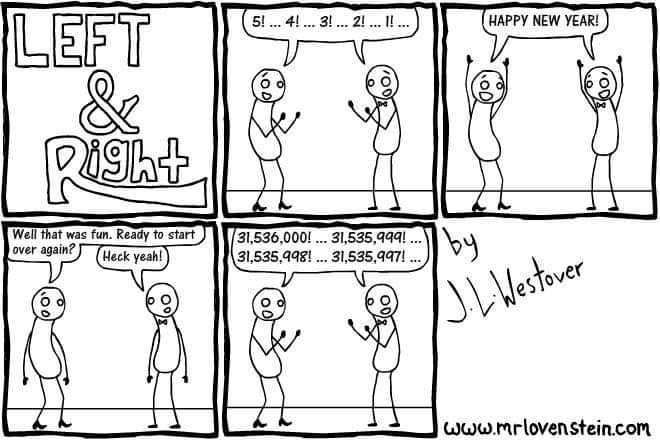 LEFT
&
Right
5! ... 4! ... 3! ... 2! ... 1! ...
HAPPY NEW YEAR!
Well that was fun. Ready to start
over again?
Heck yeah!
31,536,000! ... 31,535,999! ...
31,535,998! ... 31,535,997! ...
by
J.L.Westover
www.mrlovenstein.com